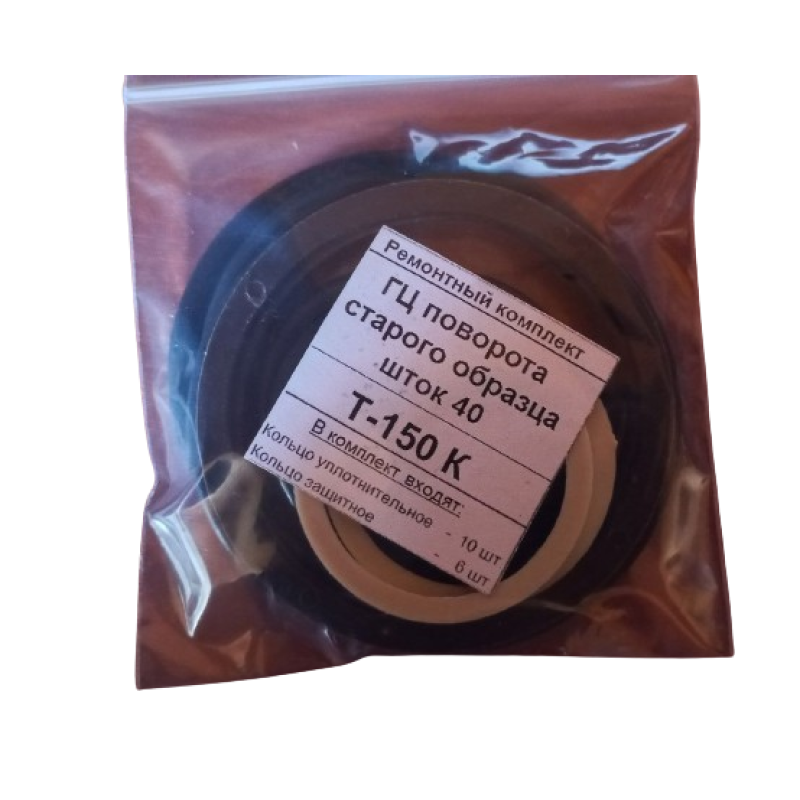 Ремонтный комплект
ГЦ поворота
старого образца
шток 40
Т-150 К
В комплект входят:
Кольцо уплотнительное - 10 шт
Кольцо защитное - 6 шт